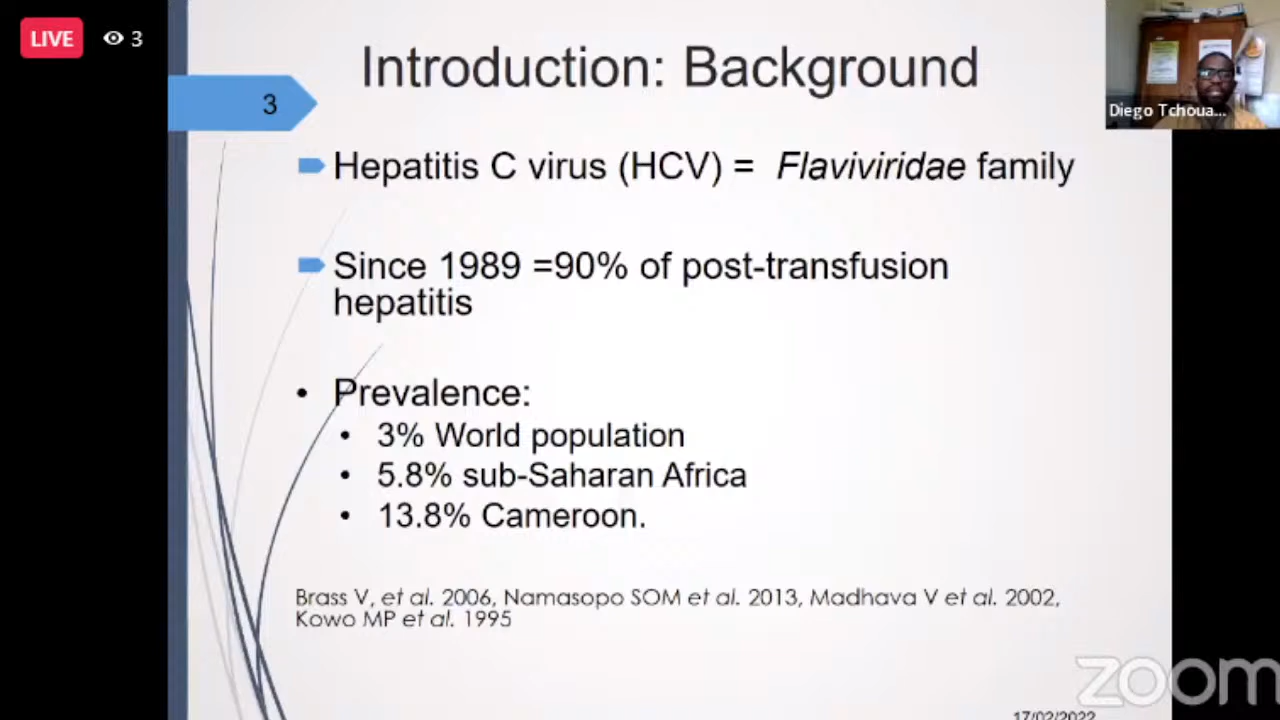 LIVE
3
Introduction: Background
3
Diego Tchoua...
Hepatitis C virus (HCV) = Flaviviridae family
Since 1989 =90% of post-transfusion
hepatitis
• Prevalence:
• 3% World population
• 5.8% sub-Saharan Africa
• 13.8% Cameroon.
Brass V, et al. 2006, Namasopo SOM et al. 2013, Madhava V et al. 2002,
Kowo MP et al. 1995
zoom
17/02/2022